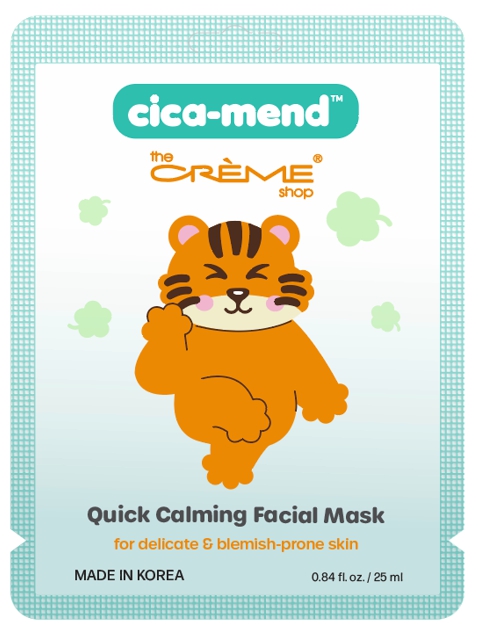 cica-mend™
the
CRÈME®
shop
Quick Calming Facial Mask
for delicate & blemish-prone skin
MADE IN KOREA
0.84 fl. oz. / 25 ml